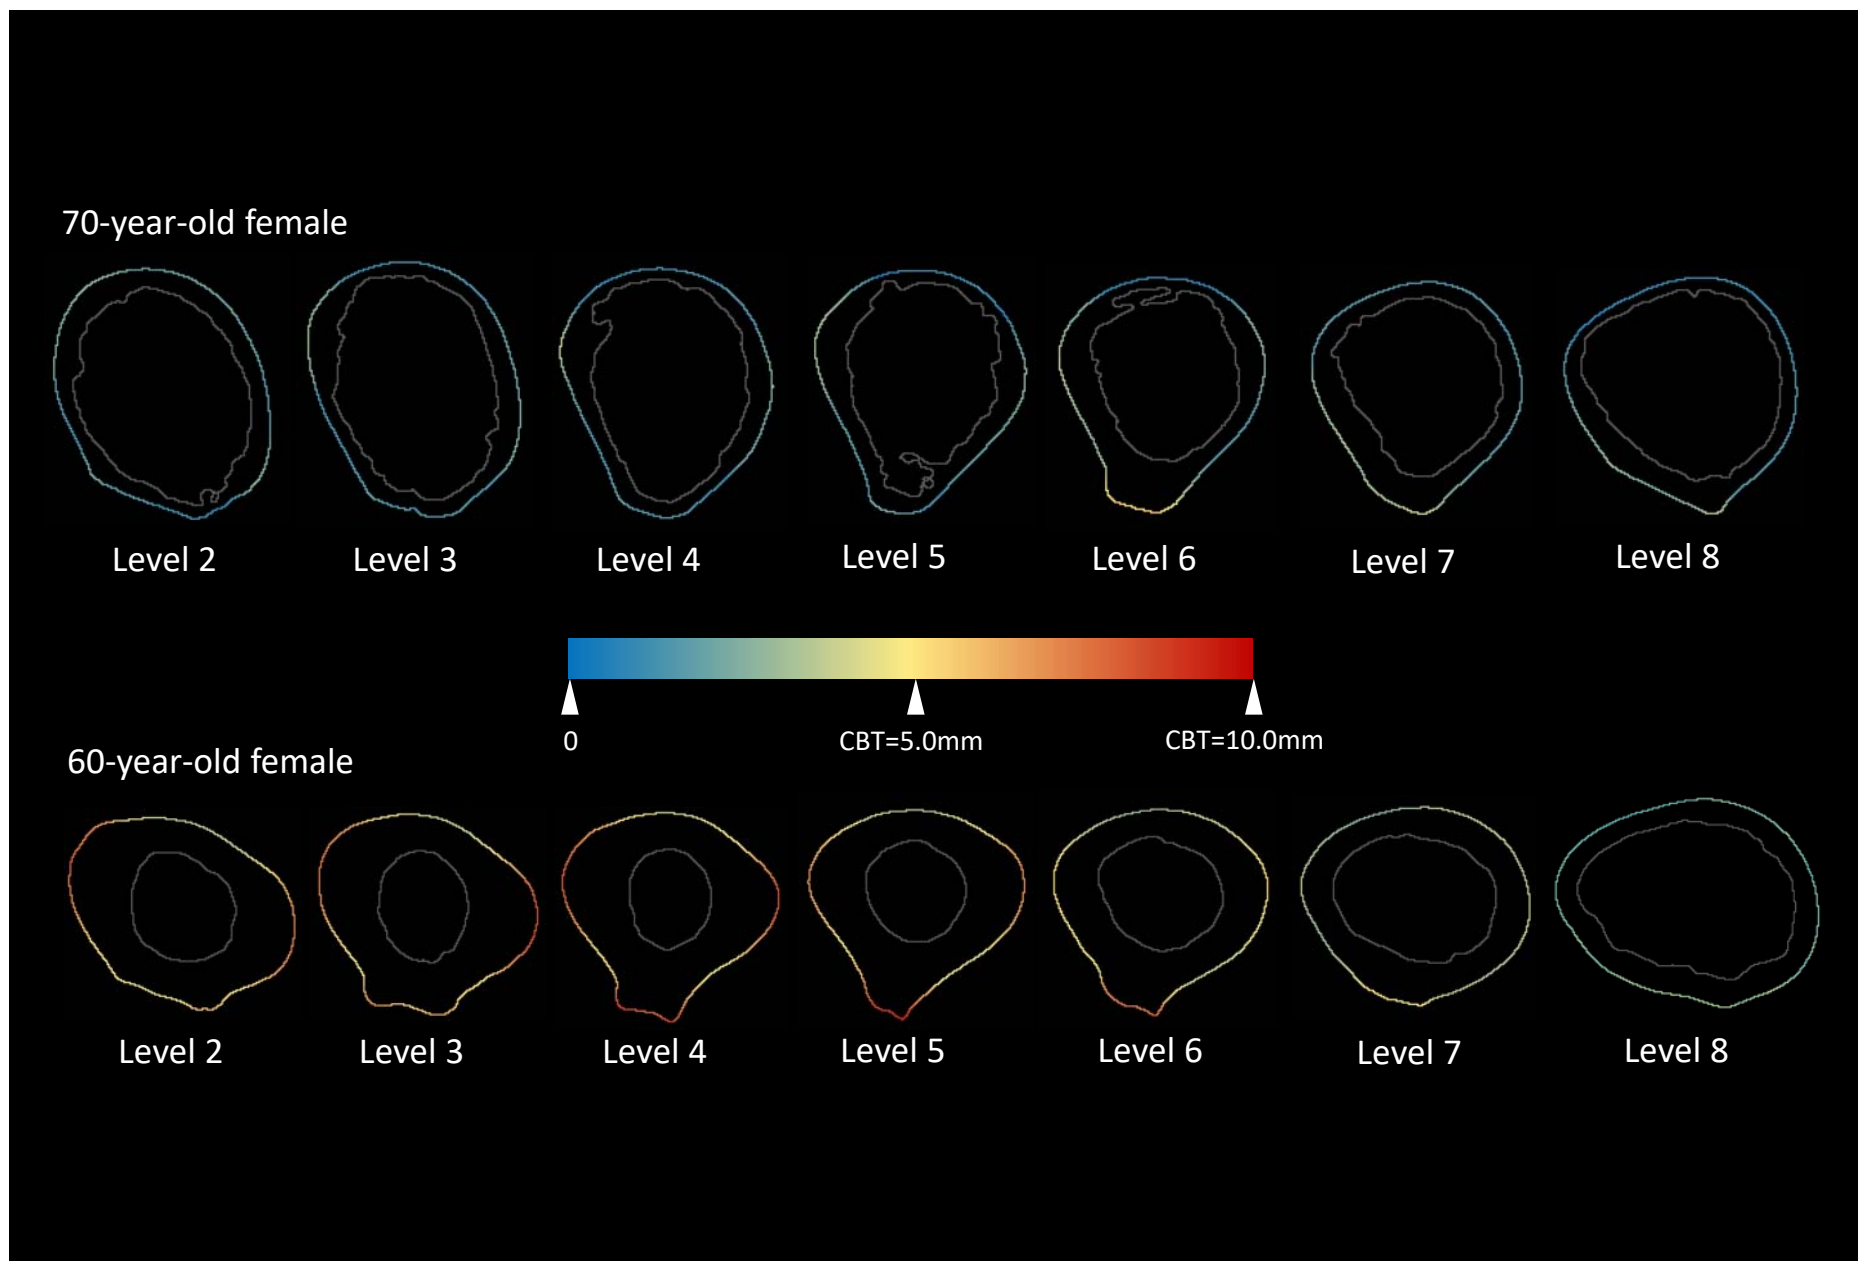 70-year-old female
Level 2
Level 3
Level 4
Level 5
Level 6
Level 7
Level 8
0
CBT=5.0mm
CBT=10.0mm
60-year-old female
Level 2
Level 3
Level 4
Level 5
Level 6
Level 7
Level 8